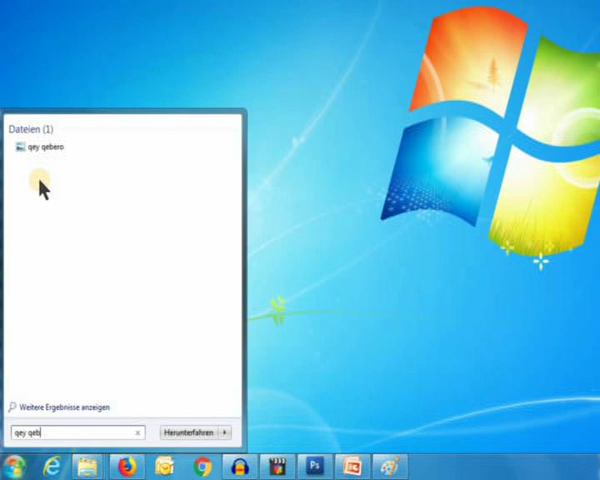 Dateien (1)
qey qebero
Weitere Ergebnisse anzeigen
qey qeb
Herunterfahren
Ps